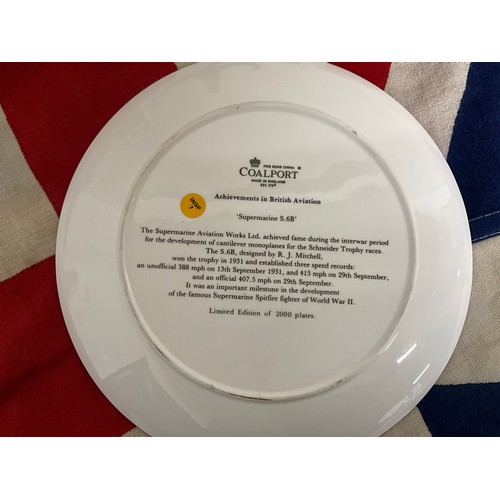 FINE BONE CHINA ®
COALPORT
MADE IN ENGLAND
EST. 1750
Achievements in British Aviation
INSP
7
'Supermarine S.6B'
The Supermarine Aviation Works Ltd. achieved fame during the interwar period
for the development of cantilever monoplanes for the Schneider Trophy races.
The S.6B, designed by R. J. Mitchell,
won the trophy in 1931 and established three speed records:
an unofficial 388 mph on 13th September 1931, and 415 mph on 29th September,
and an official 407.5 mph on 29th September.
It was an important milestone in the development
of the famous Supermarine Spitfire fighter of World War II.
Limited Edition of 2000 plates.